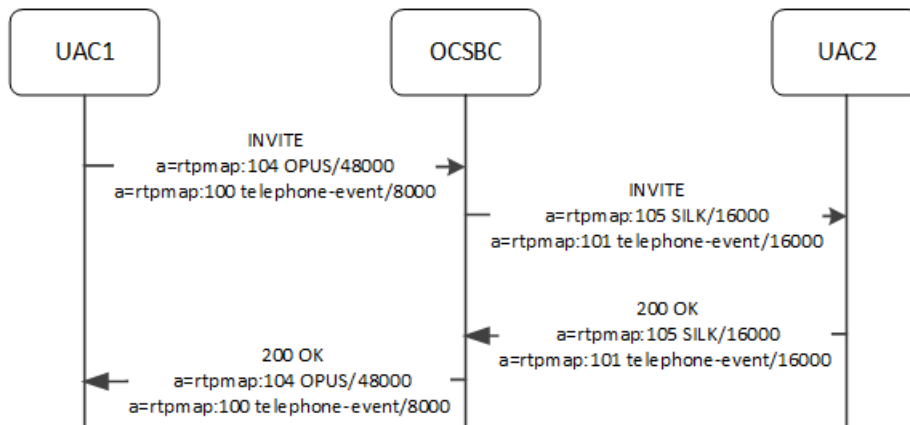 UAC1
OCSBC
UAC2
INVITE
a=rtpmap:104 OPUS/48000
a=rtpmap:100 telephone-event/8000
INVITE
a=rtpmap:105 SILK/16000
a=rtpmap:101 telephone-event/16000
200 OK
a=rtpmap:105 SILK/16000
a=rtpmap:101 telephone-event/16000
200 OK
a=rtpmap:104 OPUS/48000
a=rtpmap:100 telephone-event/8000